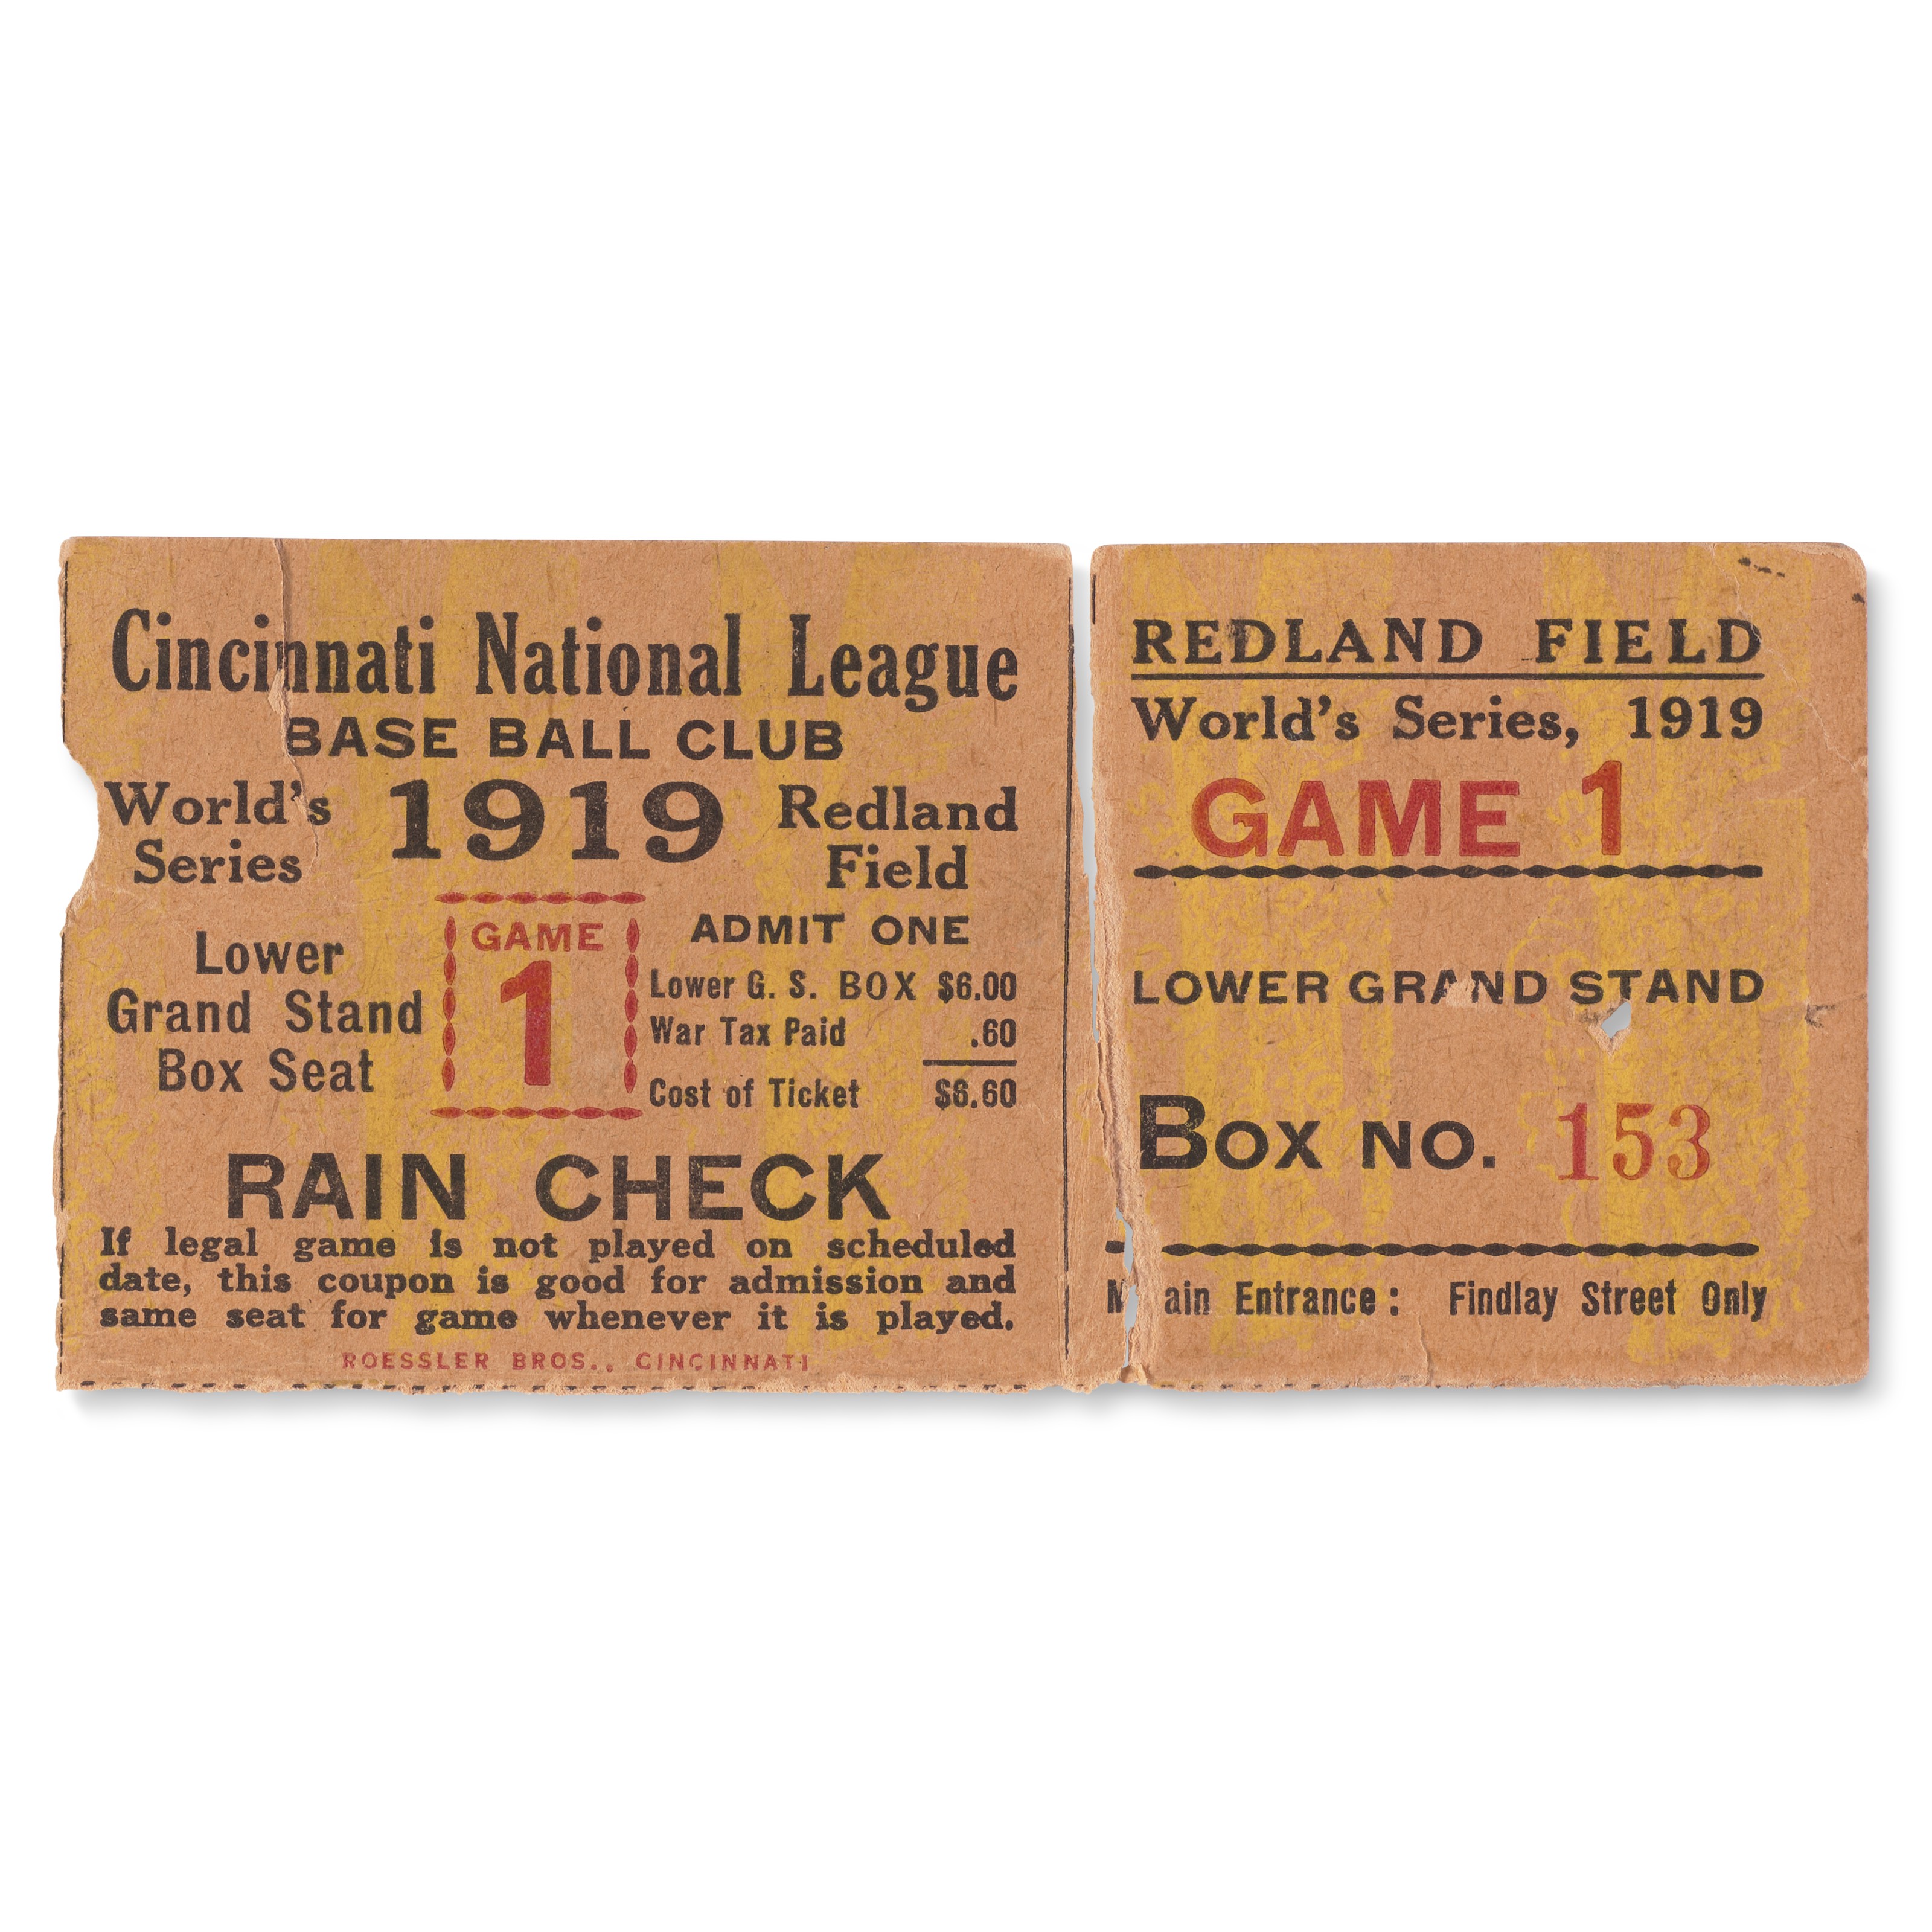 Cincinnati National League
BASE BALL CLUB
World's Series
1919
Redland Field
Lower
Grand Stand
Box Seat
GAME
1
ADMIT ONE
Lower G. S. BOX $6.00
War Tax Paid .60
Cost of Ticket $6.60
RAIN CHECK
If legal game is not played on scheduled
date, this coupon is good for admission and
same seat for game whenever it is played.
ROESSLER BROS., CINCINNATI
REDLAND FIELD
World's Series, 1919
GAME 1
LOWER GRAND STAND
BOX NO. 153
Main Entrance: Findlay Street Only